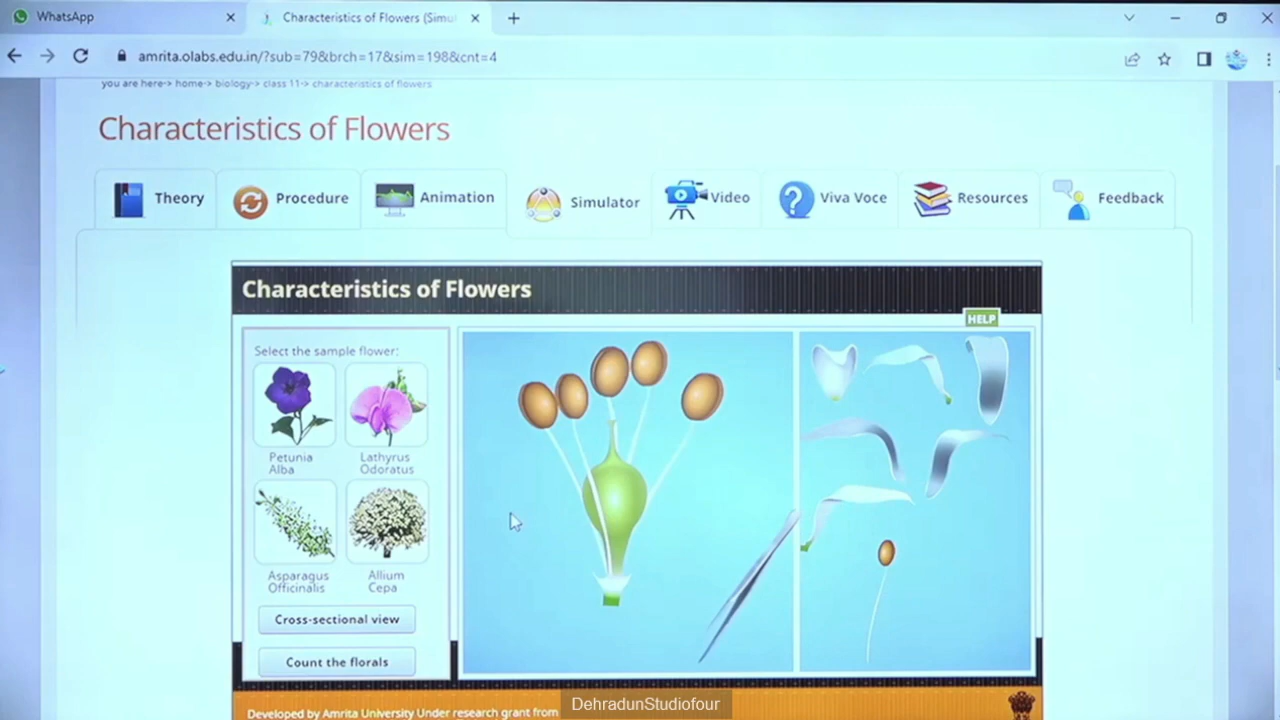 WhatsApp
Characteristics of Flowers (Simul
amrita.olabs.edu.in/?sub=79&brch=17&sim=198&cnt=4
you are here-> home-> biology-> class 11-> characteristics of flowers
Characteristics of Flowers
Theory
Procedure
Animation
Simulator
Video
Viva Voce
Resources
Feedback
Characteristics of Flowers
HELP
Select the sample flower:
Petunia
Alba
Lathyrus
Odoratus
Asparagus
Officinalis
Allium
Cepa
Cross-sectional view
Count the florals
Developed by Amrita University Under research grant from
DehradunStudiofour